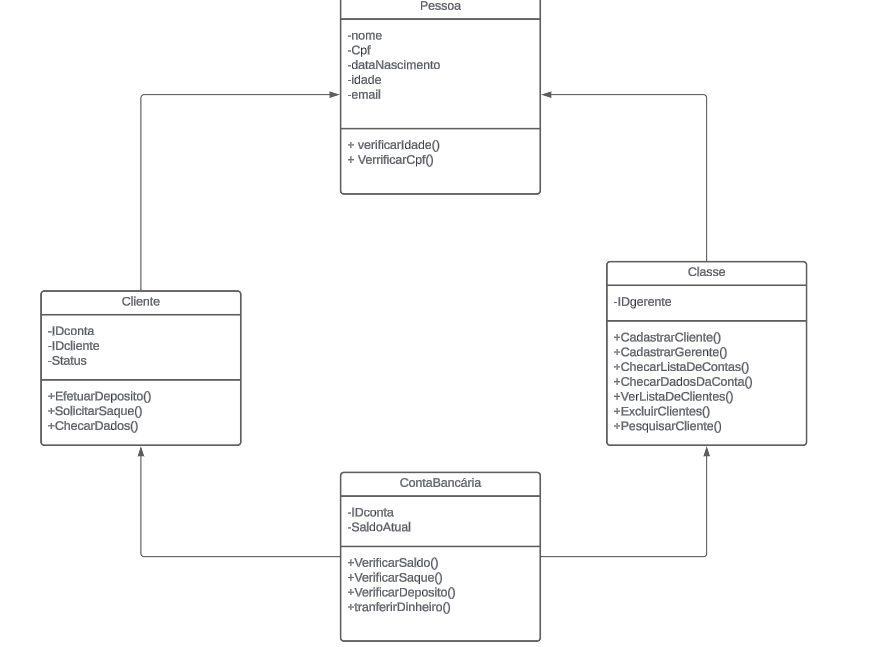 Pessoa
-nome
-Cpf
-dataNascimento
-idade
-email
+ verificarIdade()
+ VerrificarCpf()
Cliente
-IDconta
-IDcliente
-Status
+EfetuarDeposito()
+SolicitarSaque()
+ChecarDados()
Classe
-IDgerente
+CadastrarCliente()
+CadastrarGerente()
+ChecarListaDeContas()
+ChecarDadosDaConta()
+VerListaDeClientes()
+ExcluirClientes()
+PesquisarCliente()
ContaBancária
-IDconta
-SaldoAtual
+VerificarSaldo()
+VerificarSaque()
+VerificarDeposito()
+tranferirDinheiro()